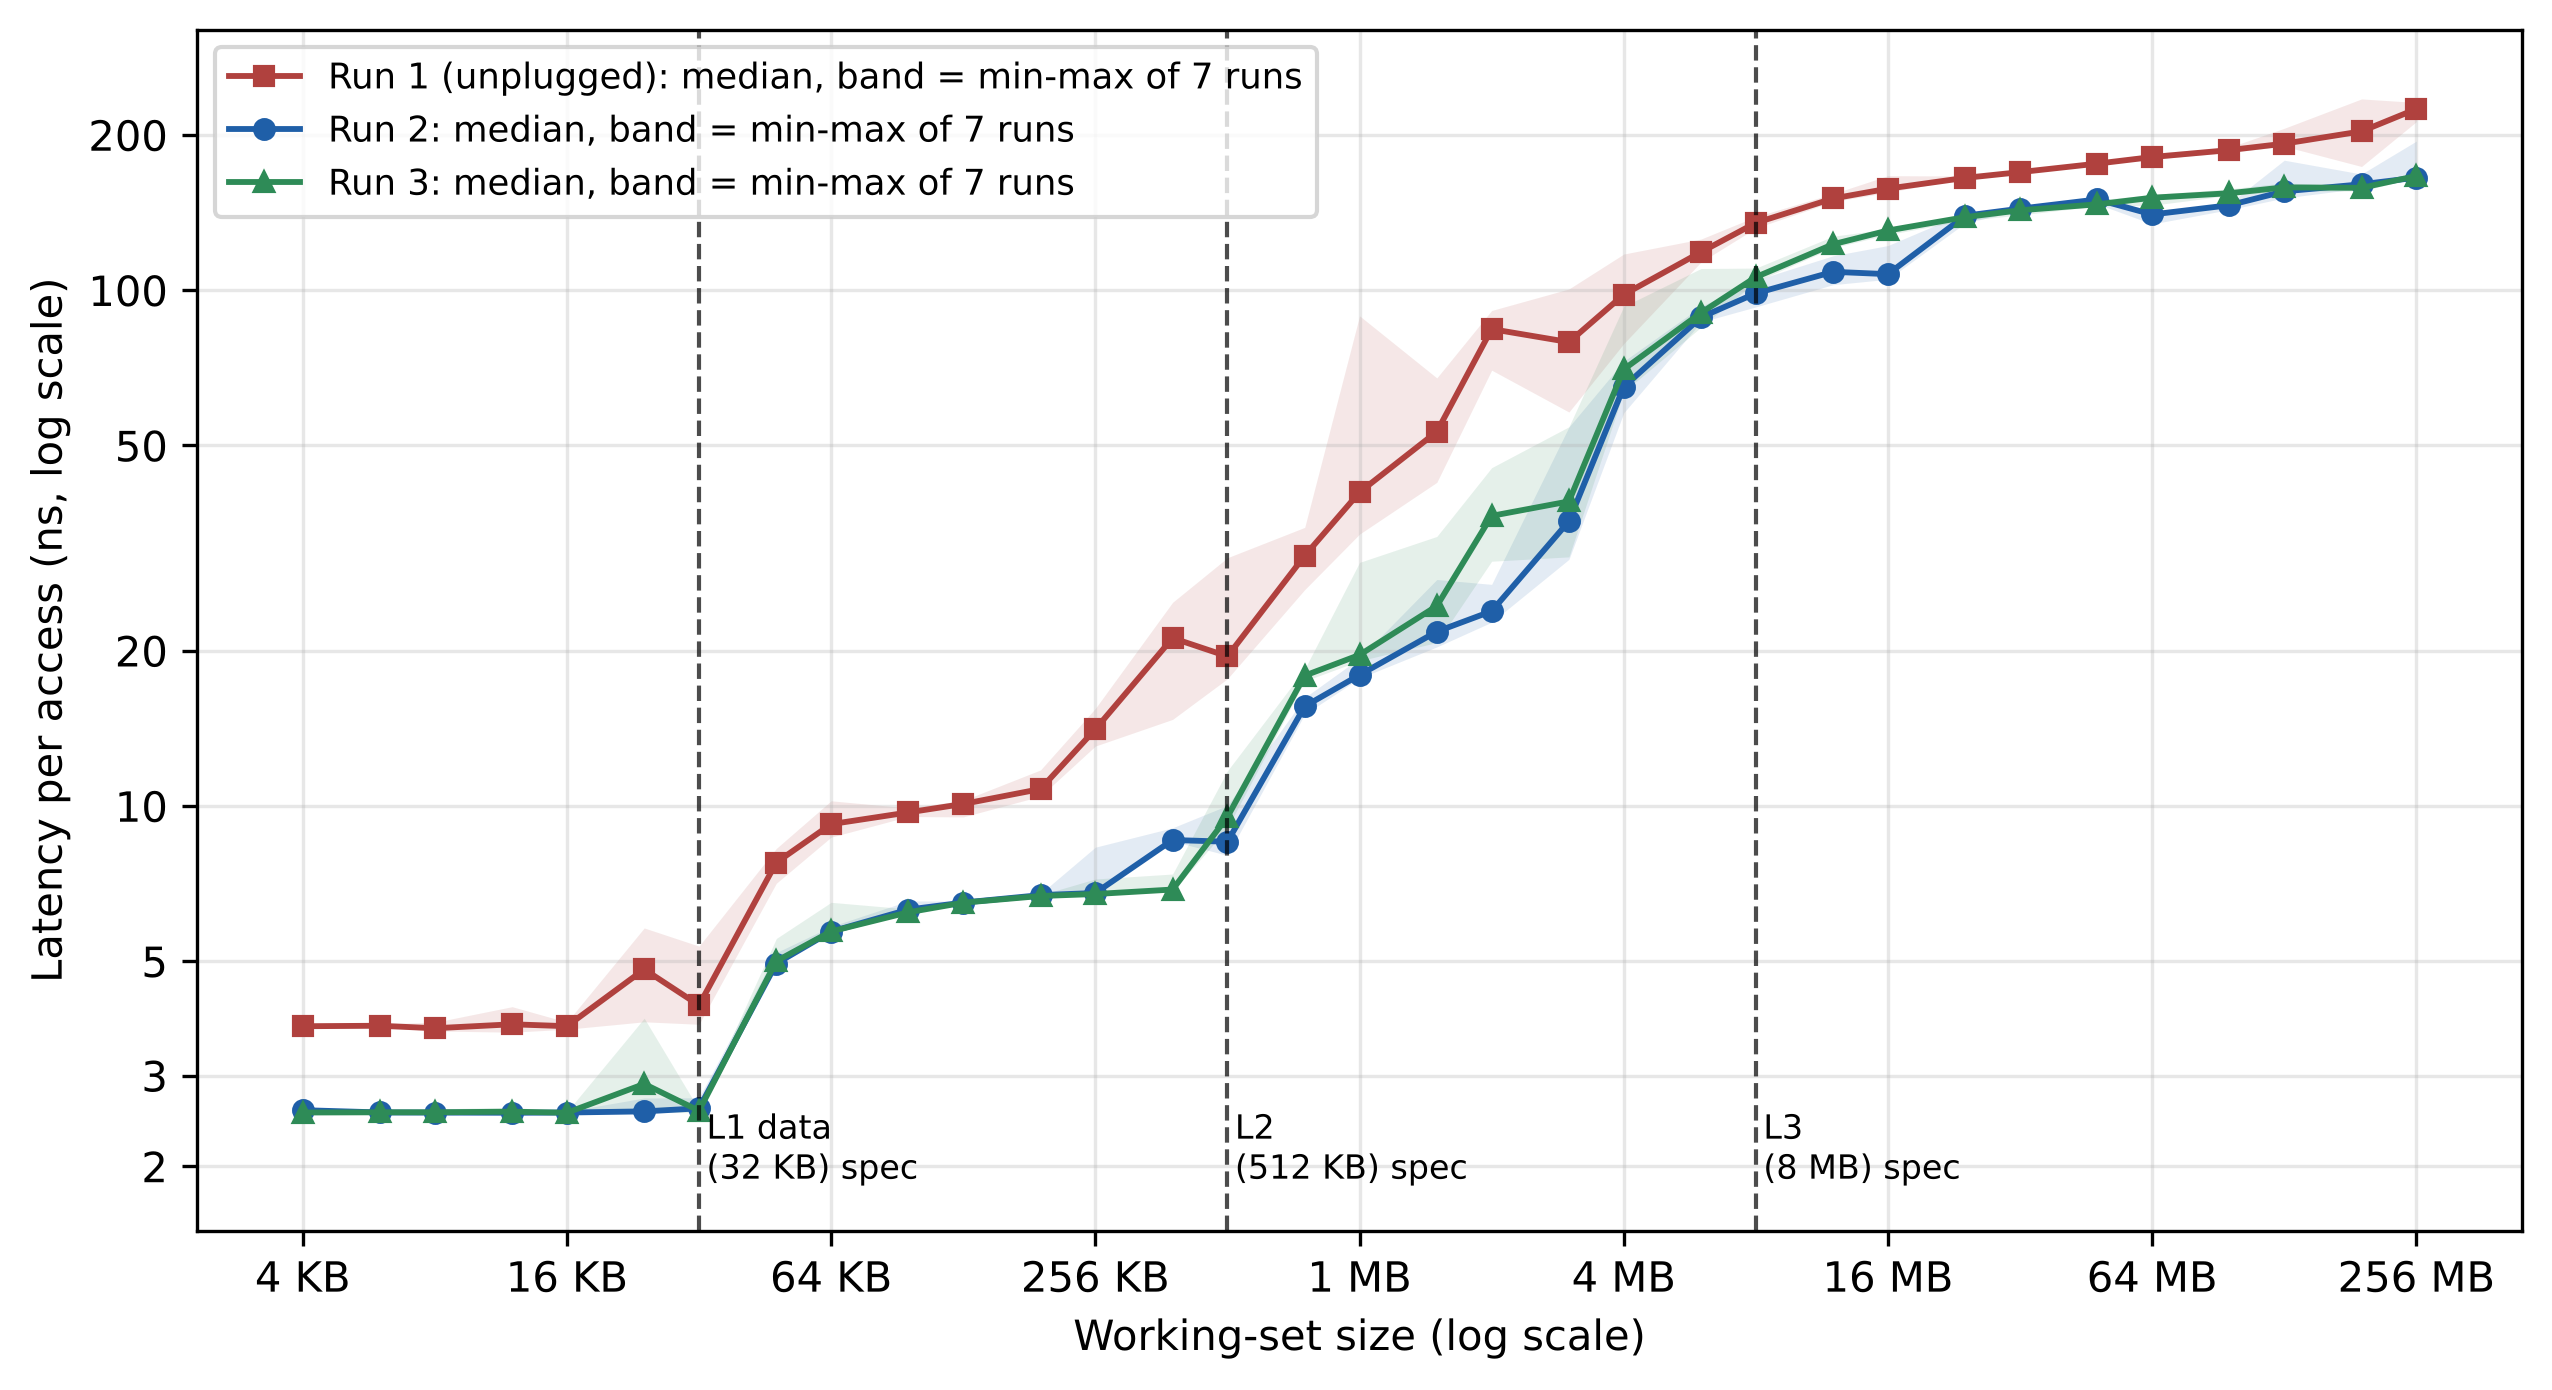 Run 1 (unplugged): median, band = min-max of 7 runs
Run 2: median, band = min-max of 7 runs
Run 3: median, band = min-max of 7 runs
Latency per access (ns, log scale)
200
100
50
20
10
5
3
2
L1 data
(32 KB) spec
L2
(512 KB) spec
L3
(8 MB) spec
4 KB
16 KB
64 KB
256 KB
1 MB
4 MB
16 MB
64 MB
256 MB
Working-set size (log scale)